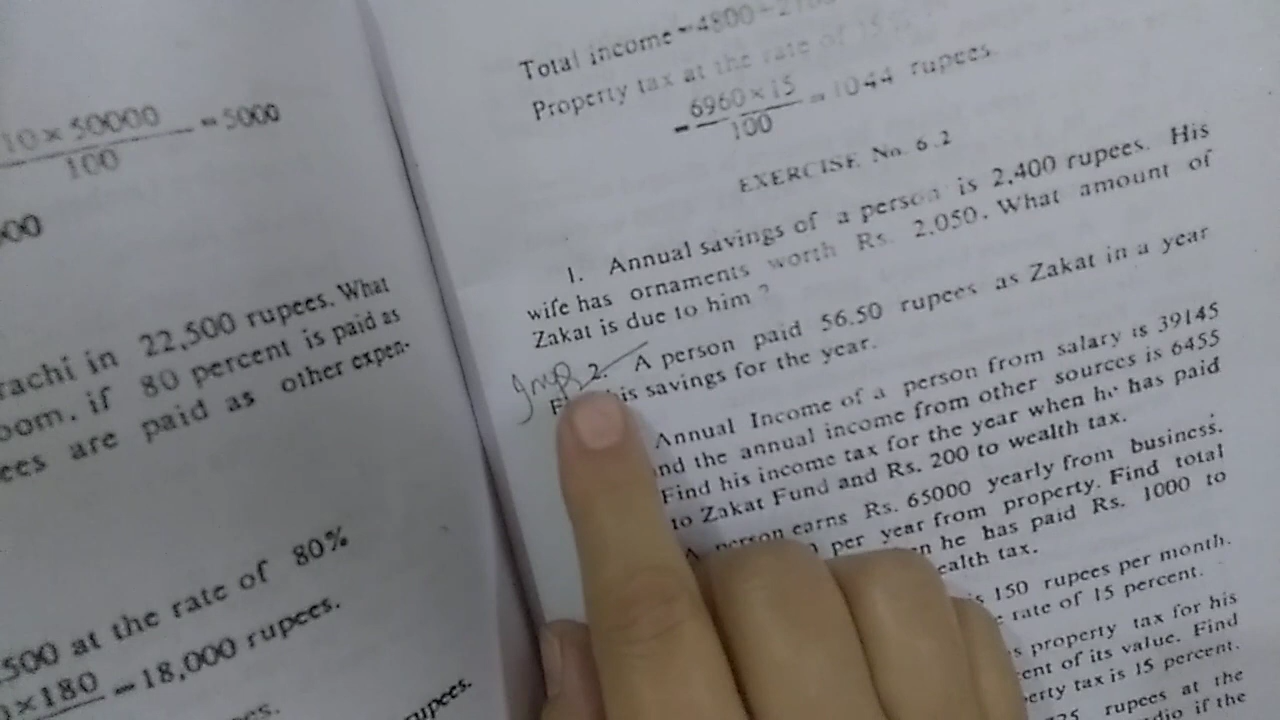 10 × 50000
100
= 5000
00
rachi in 22,500 rupees. What
oom. if 80 percent is paid as
ees are paid as other expen-
500 at the rate of 80%
× 180
= 18,000 rupees.
rupees.
Total income = 4800
Property tax at the rate of 15
= 6960 × 15
100
= 1044 rupees.
EXERCISE No. 6.2
1. Annual savings of a person is 2,400 rupees. His
wife has ornaments worth Rs. 2.050. What amount of
Zakat is due to him ?
2. A person paid 56.50 rupees as Zakat in a year
is savings for the year.
Annual Income of a person from salary is 39145
nd the annual income from other sources is 6455
Find his income tax for the year when he has paid
to Zakat Fund and Rs. 200 to wealth tax.
person earns Rs. 65000 yearly from business.
per year from property. Find total
n he has paid Rs. 1000 to
ealth tax.
150 rupees per month.
rate of 15 percent.
s property tax for his
ent of its value. Find
erty tax is 15 percent.
rupees at the
dio if the